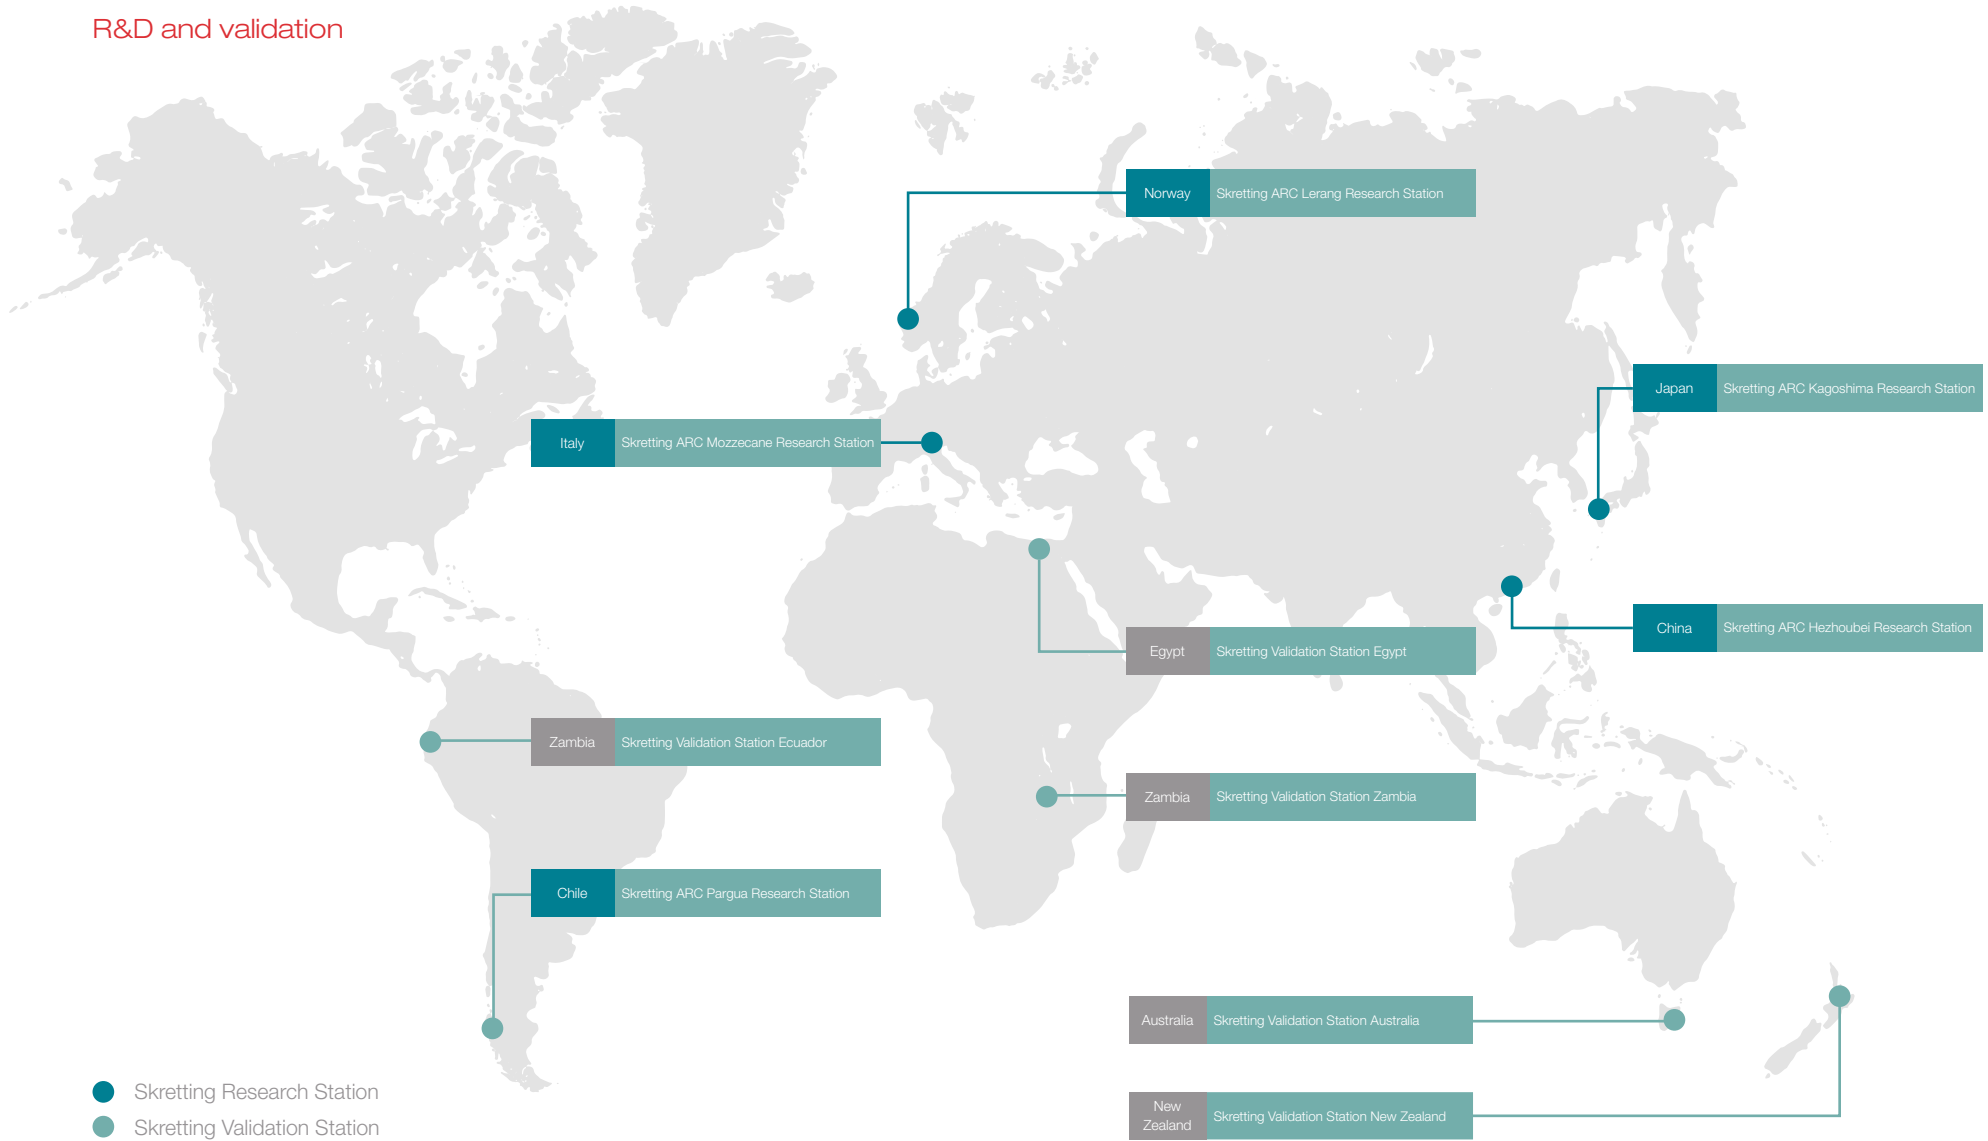 R&D and validation
Norway Skretting ARC Lerang Research Station
Japan Skretting ARC Kagoshima Research Station
Italy Skretting ARC Mozzecane Research Station
China Skretting ARC Hezhoubei Research Station
Egypt Skretting Validation Station Egypt
Zambia Skretting Validation Station Ecuador
Zambia Skretting Validation Station Zambia
Chile Skretting ARC Pargua Research Station
Australia Skretting Validation Station Australia
New
Zealand
Skretting Validation Station New Zealand
Skretting Research Station
Skretting Validation Station